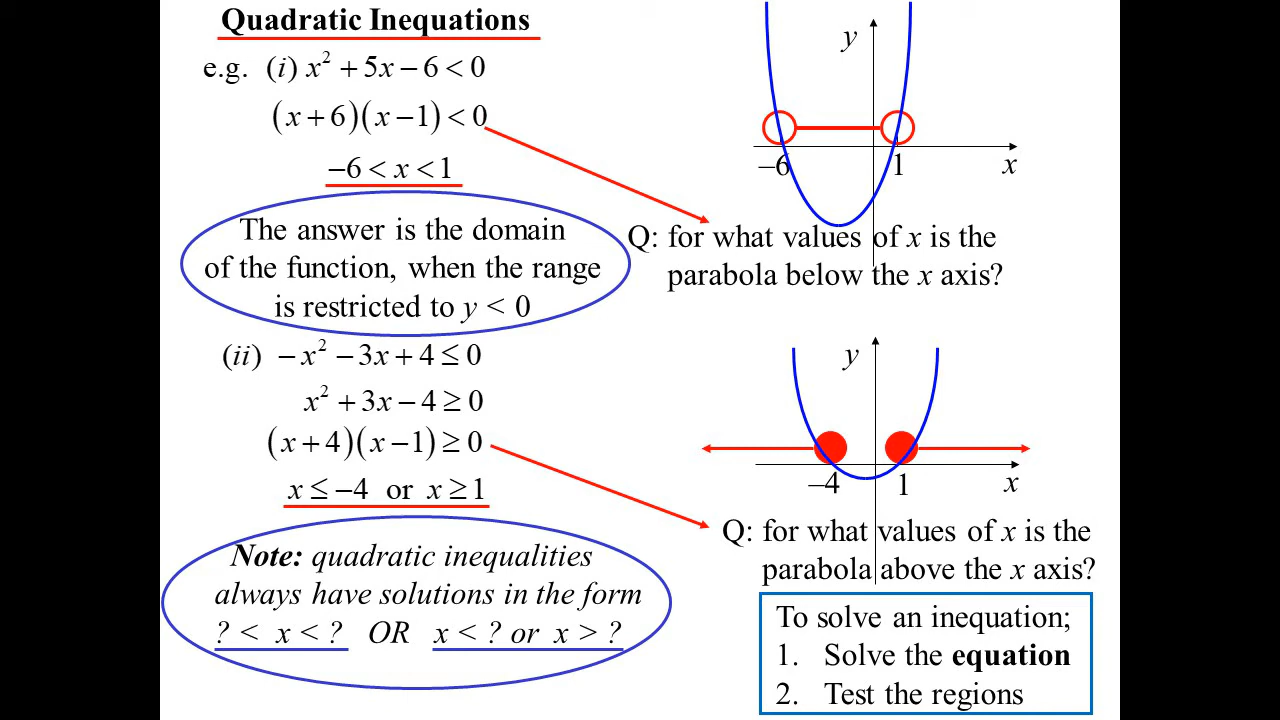 Quadratic Inequations
e.g. (i) x² + 5x − 6 < 0
(x + 6)(x − 1) < 0
−6 < x < 1
The answer is the domain
of the function, when the range
is restricted to y < 0
y
–6
1
x
Q: for what values of x is the
parabola below the x axis?
(ii) − x² − 3x + 4 ≤ 0
x² + 3x − 4 ≥ 0
(x + 4)(x − 1) ≥ 0
x ≤ −4 or x ≥ 1
y
–4
1
x
Q: for what values of x is the
parabola above the x axis?
Note: quadratic inequalities
always have solutions in the form
? < x < ? OR x < ? or x > ?
To solve an inequation;
1. Solve the equation
2. Test the regions